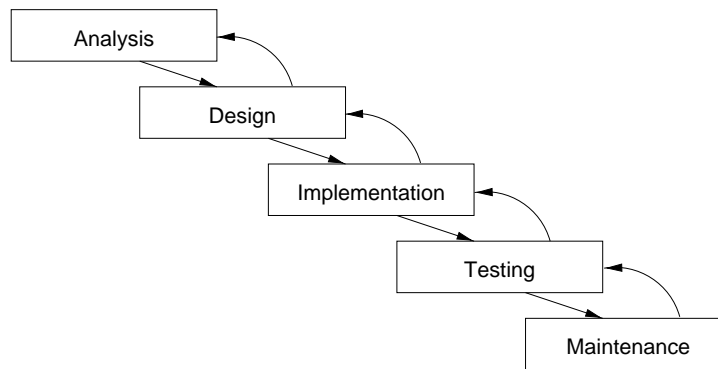 Analysis
Design
Implementation
Testing
Maintenance